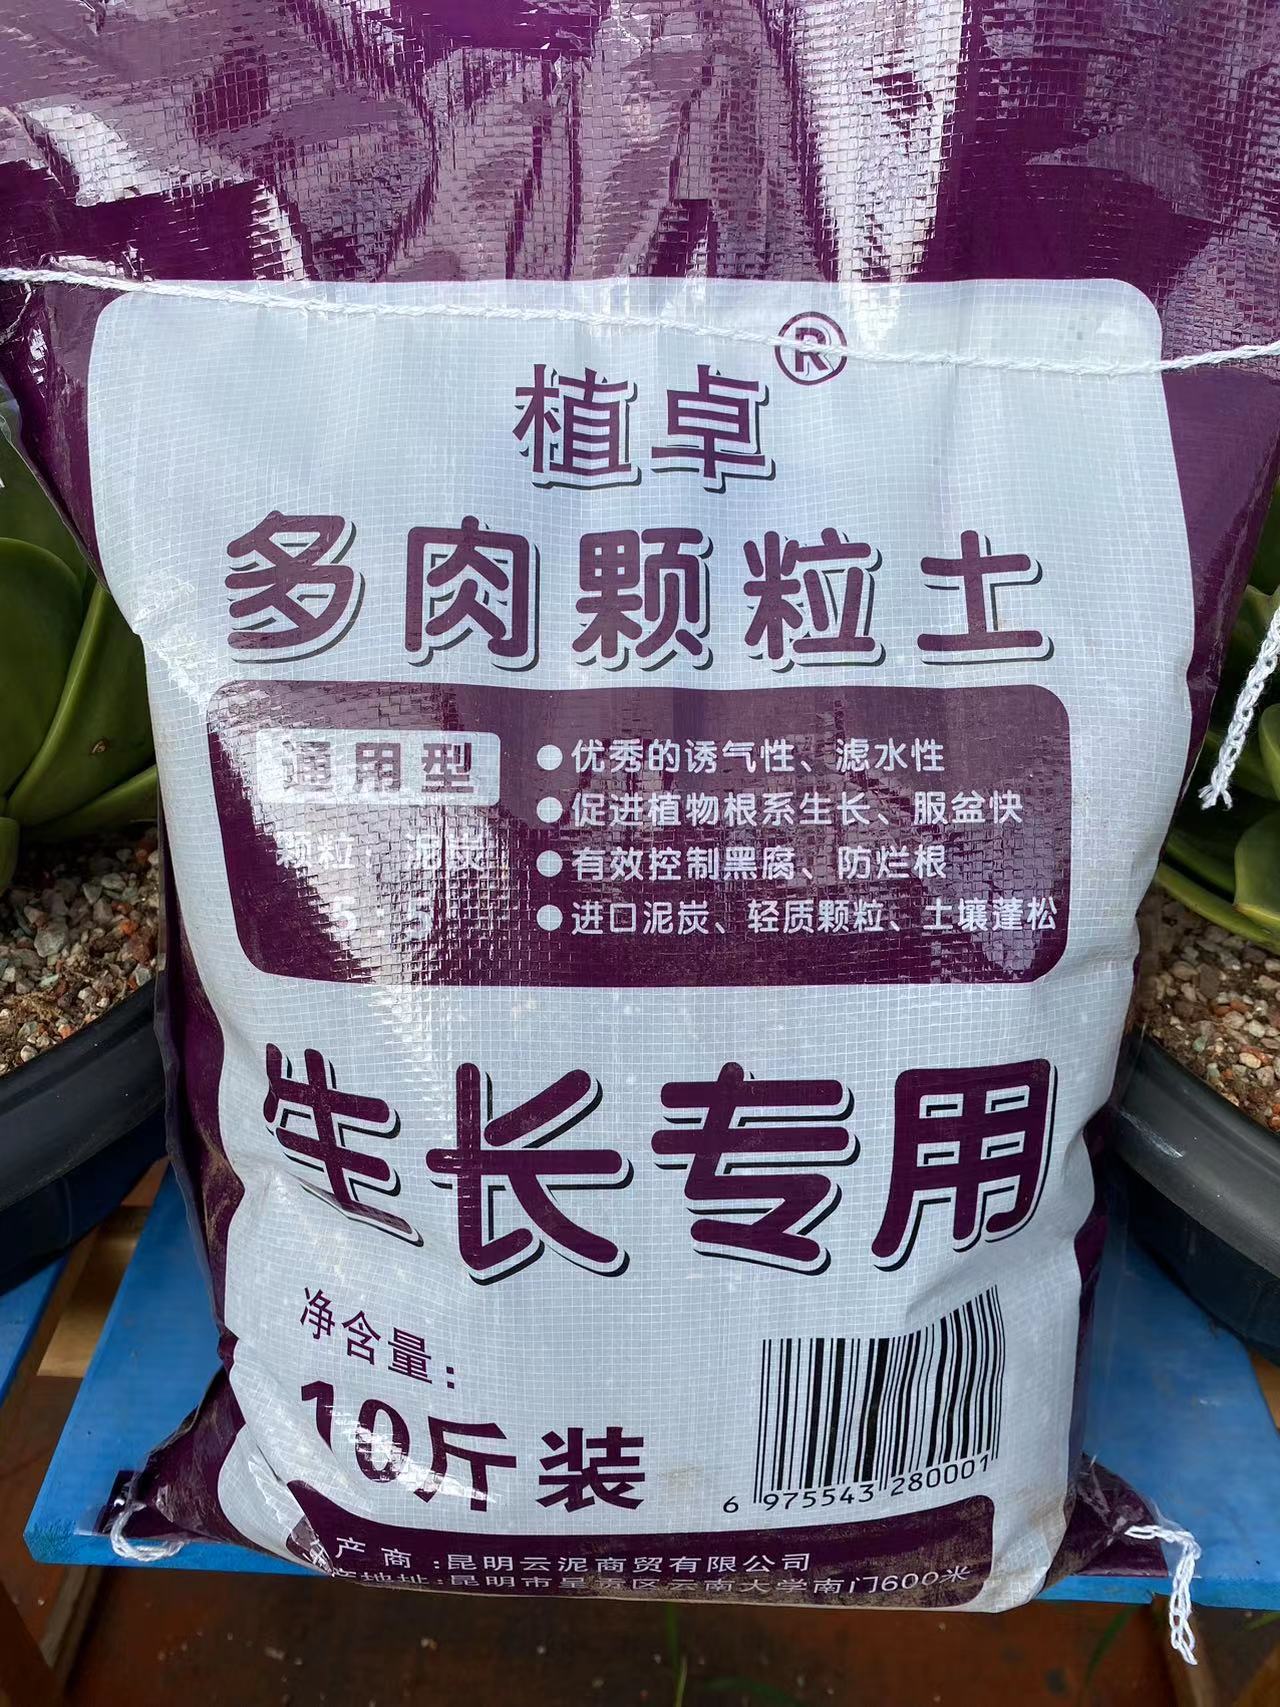 植卓®
多肉颗粒土
通用型
颗粒：泥炭
5：5
●优秀的诱气性、滤水性
●促进植物根系生长、服盆快
●有效控制黑腐、防烂根
●进口泥炭、轻质颗粒、土壤蓬松
生长专用
净含量：
10斤装
6 975543 280001
产商：昆明云泥商贸有限公司
地址：昆明市呈贡区云南大学南门600米